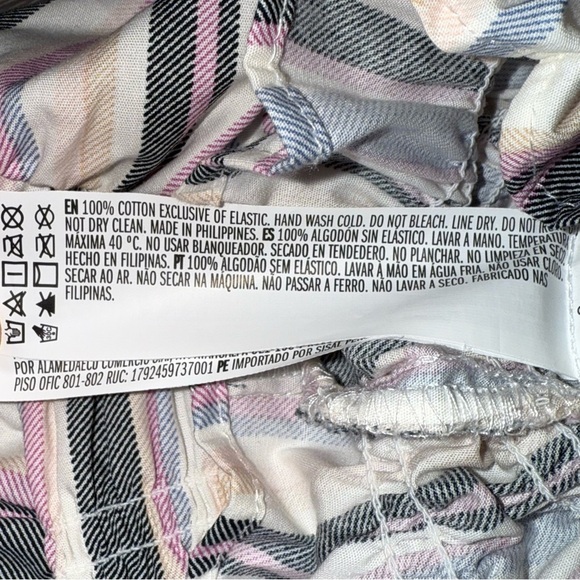 EN 100% COTTON EXCLUSIVE OF ELASTIC. HAND WASH COLD. DO NOT BLEACH. LINE DRY. DO NOT
NOT DRY CLEAN. MADE IN PHILIPPINES. ES 100% ALGODÓN SIN ELÁSTICO. LAVAR A MANO.
MÁXIMA 40 °C. NO USAR BLANQUEADOR. SECADO EN TENDEDERO. NO PLANCHAR. NO LIMPIEZA EN
HECHO EN FILIPINAS. PT 100% ALGODÃO SEM ELÁSTICO. LAVAR À MÃO EM ÁGUA FRIA. NÃO USAR
SECAR AO AR. NÃO SECAR NA MÁQUINA. NÃO PASSAR A FERRO. NÃO LAVAR A SECO. FABRICADO NAS
FILIPINAS.
POR ALAMEDAECU COMERCIO
PISO OFIC 801-802 RUC: 1792459737001 PE IMPORTADO POR